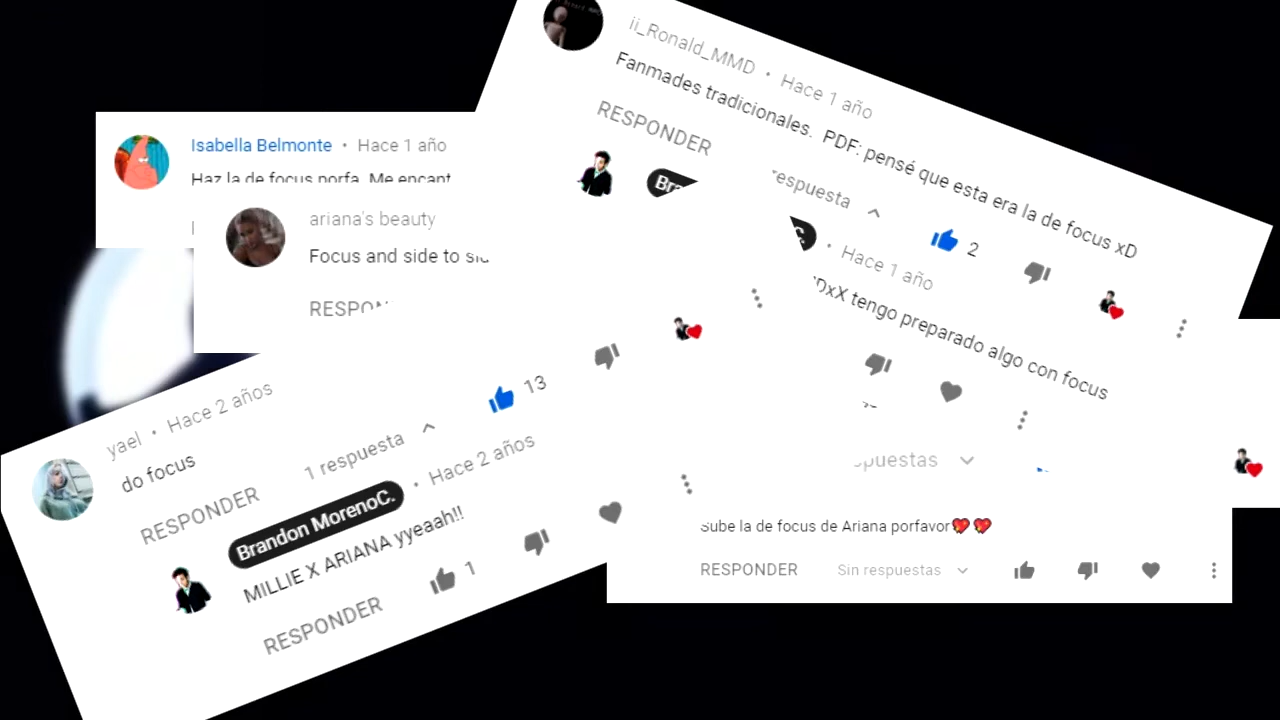 ii_Ronald_MMD • Hace 1 año
Fanmades tradicionales. PDF: pensé que esta era la de focus xD
RESPONDER
respuesta
2
Hace 1 año
tengo preparado algo con focus
Isabella Belmonte • Hace 1 año
Haz la de focus porfa. Me encant
ariana's beauty
Focus and side to
RESPON
yael • Hace 2 años
do focus
RESPONDER
1 respuesta
13
Brandon MorenoC. • Hace 2 años
MILLIE X ARIANA yyeaah!!
RESPONDER
1
puestas
Sube la de focus de Ariana porfavor💖💖
RESPONDER
Sin respuestas